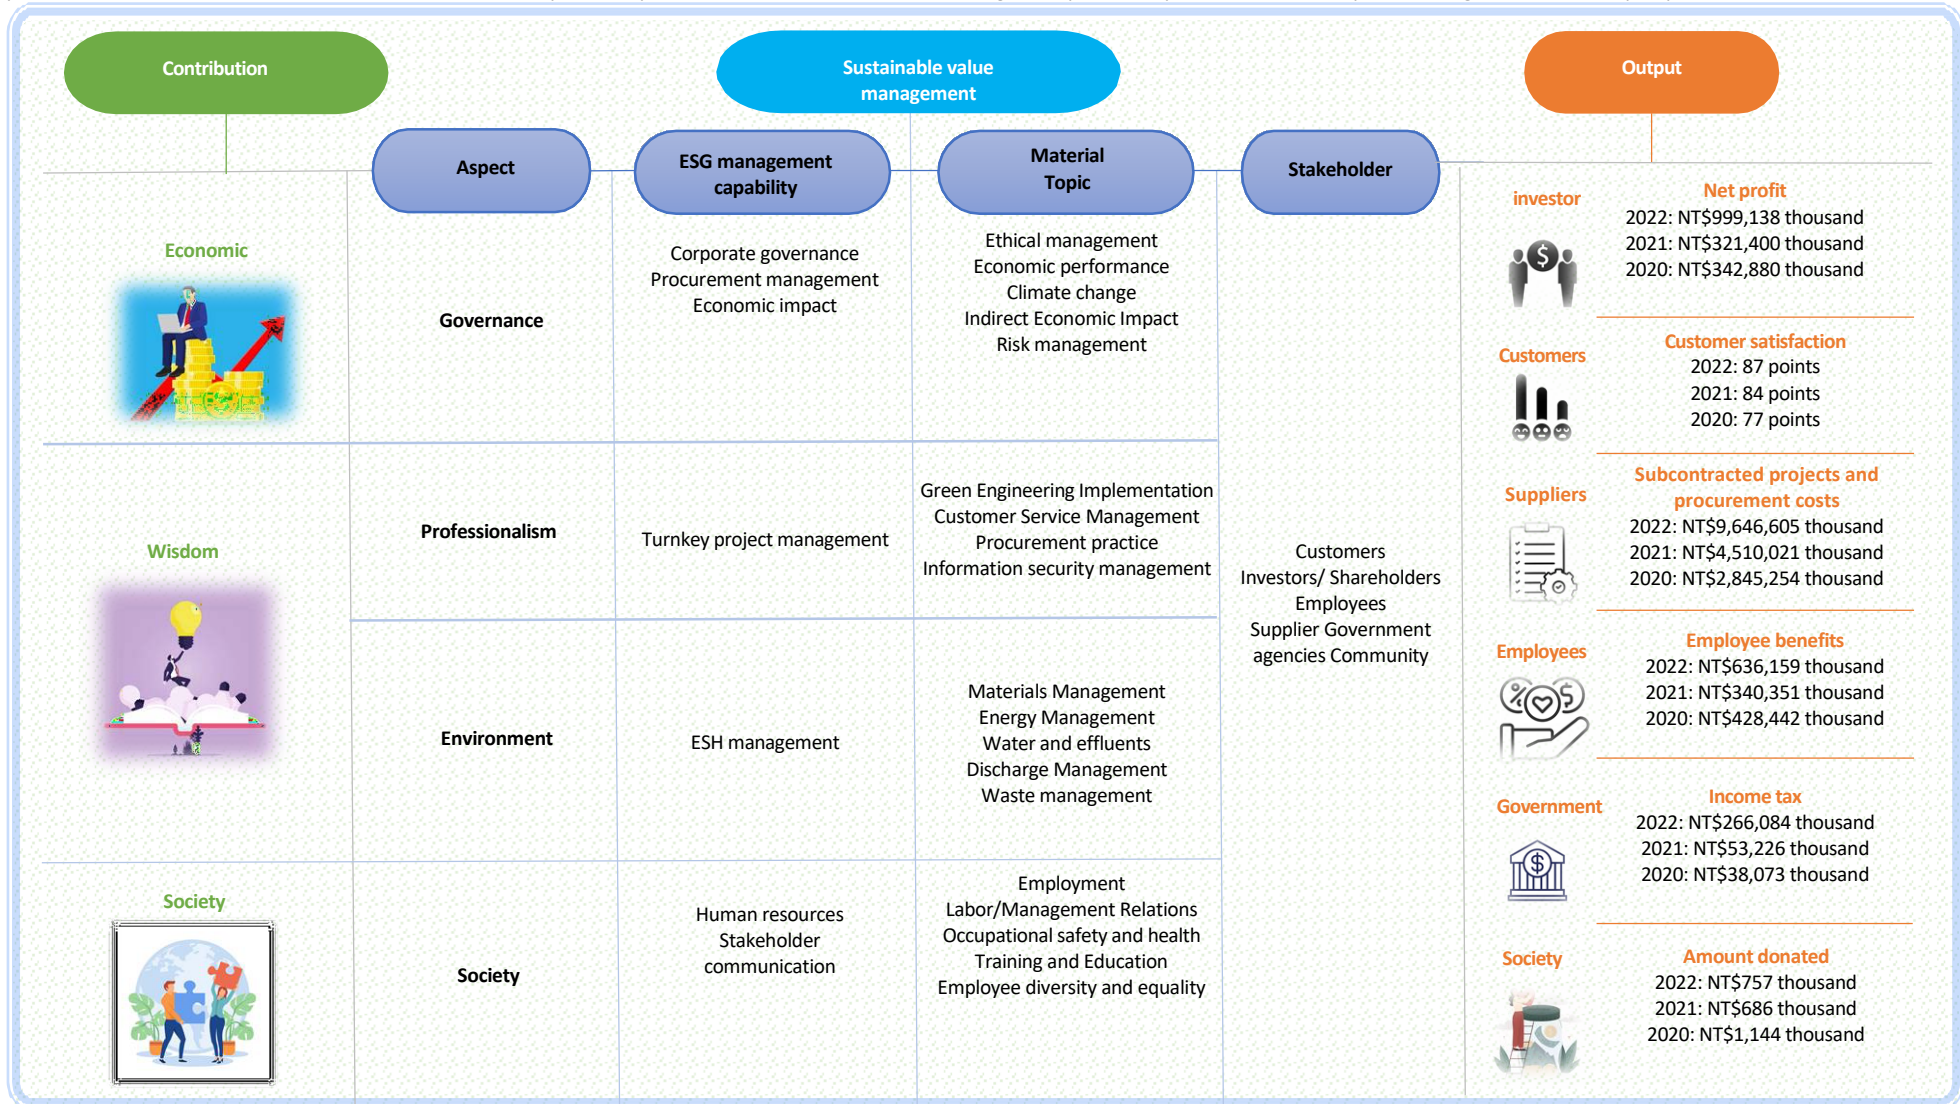 Contribution
Sustainable value
management
Output
Aspect
ESG management
capability
Material
Topic
Stakeholder
Economic
Governance
Corporate governance
Procurement management
Economic impact
Ethical management
Economic performance
Climate change
Indirect Economic Impact
Risk management
Wisdom
Professionalism
Turnkey project management
Green Engineering Implementation
Customer Service Management
Procurement practice
Information security management
Environment
ESH management
Materials Management
Energy Management
Water and effluents
Discharge Management
Waste management
Society
Society
Human resources
Stakeholder
communication
Employment
Labor/Management Relations
Occupational safety and health
Training and Education
Employee diversity and equality
Customers
Investors/ Shareholders
Employees
Supplier Government
agencies Community
investor
Net profit
2022: NT$999,138 thousand
2021: NT$321,400 thousand
2020: NT$342,880 thousand
Customers
Customer satisfaction
2022: 87 points
2021: 84 points
2020: 77 points
Suppliers
Subcontracted projects and
procurement costs
2022: NT$9,646,605 thousand
2021: NT$4,510,021 thousand
2020: NT$2,845,254 thousand
Employees
Employee benefits
2022: NT$636,159 thousand
2021: NT$340,351 thousand
2020: NT$428,442 thousand
Government
Income tax
2022: NT$266,084 thousand
2021: NT$53,226 thousand
2020: NT$38,073 thousand
Society
Amount donated
2022: NT$757 thousand
2021: NT$686 thousand
2020: NT$1,144 thousand